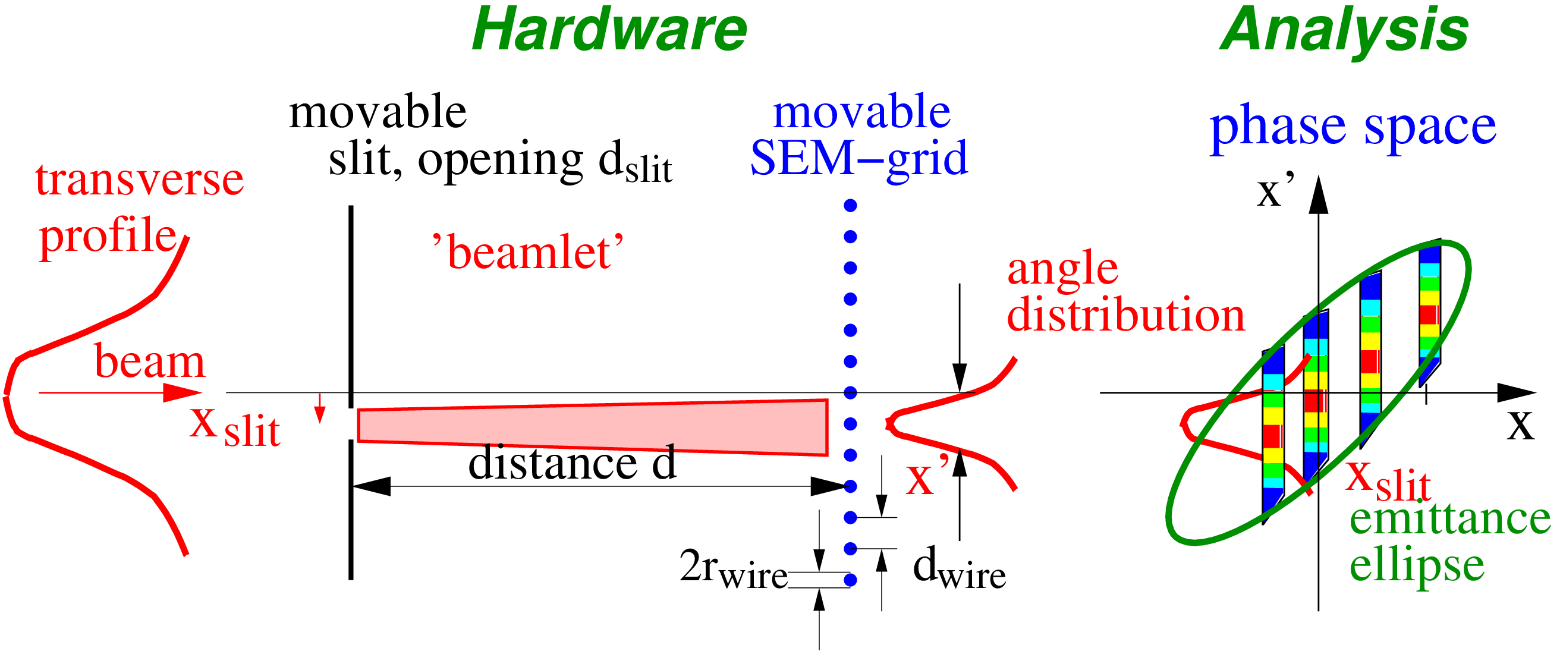 Hardware
Analysis
movable
slit, opening dslit
movable
SEM−grid
phase space
transverse
profile
'beamlet'
x'
angle
distribution
beam
xslit
distance d
x'
x
xslit
2rwire
dwire
emittance
ellipse